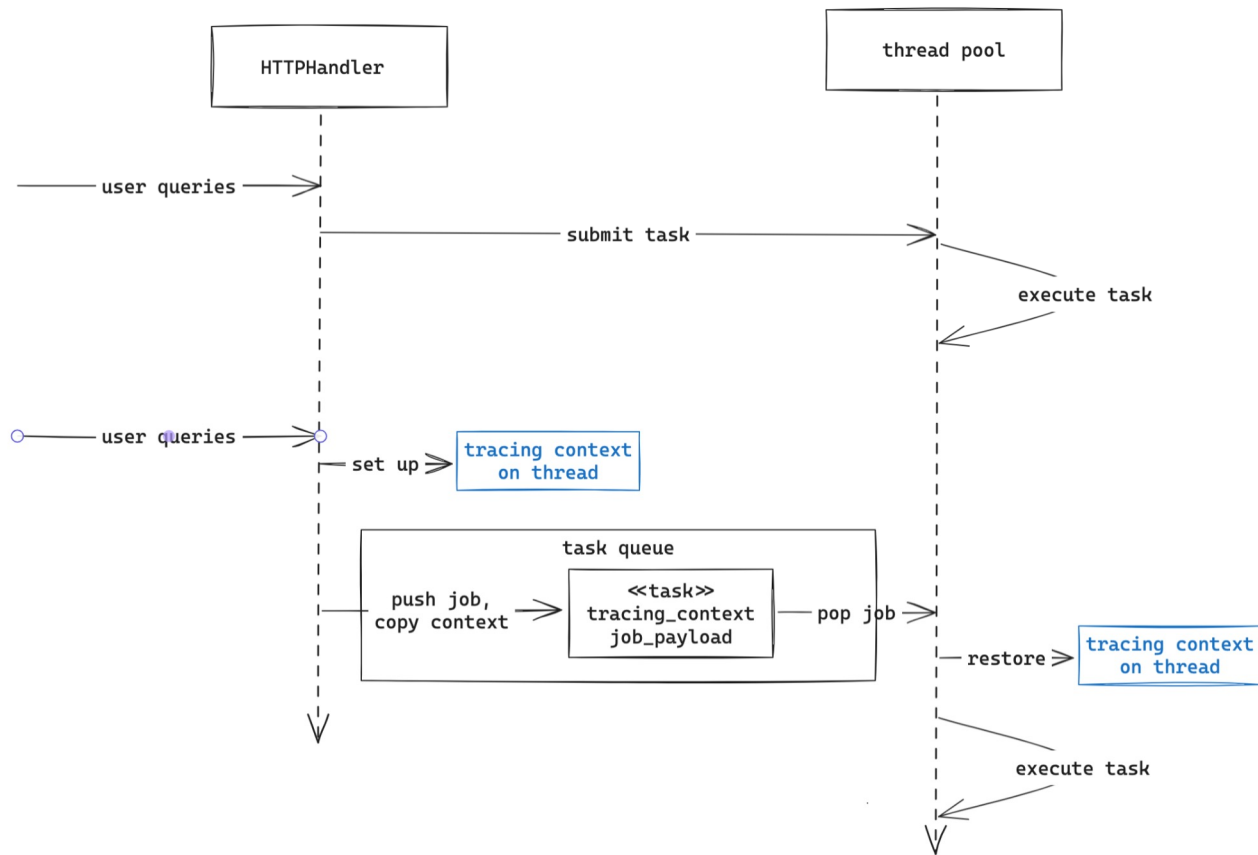 HTTPHandler
thread pool
user queries
submit task
execute task
user queries
set up
tracing context
on thread
task queue
push job,
copy context
<<task>>
tracing_context
job_payload
pop job
restore
tracing context
on thread
execute task